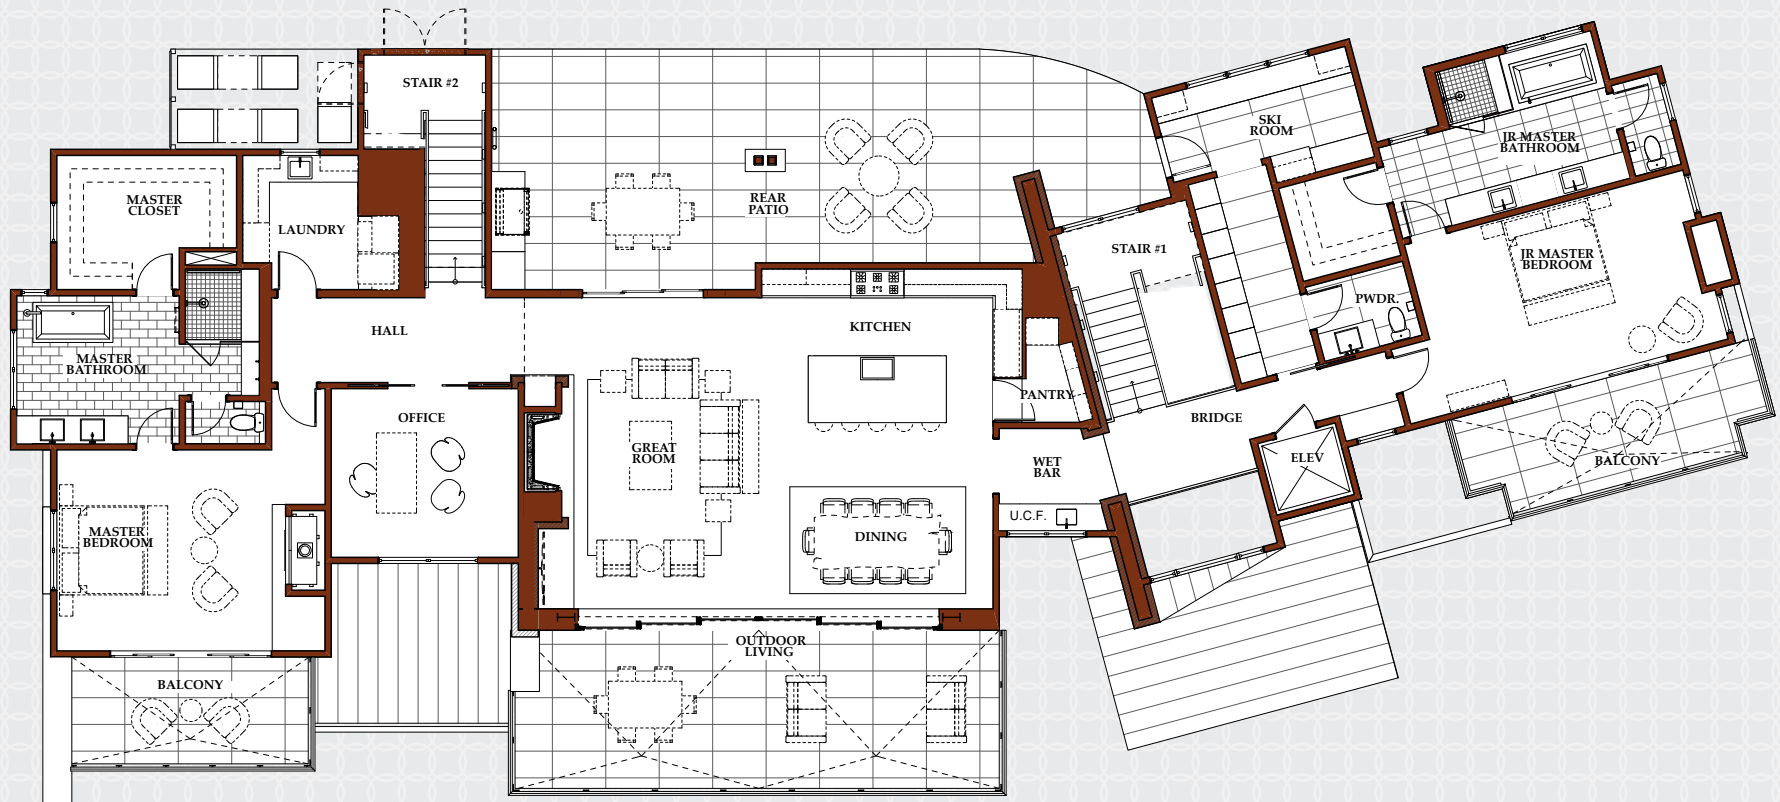 STAIR #2
SKI
ROOM
JR MASTER
BATHROOM
MASTER
CLOSET
REAR
PATIO
LAUNDRY
STAIR #1
JR MASTER
BEDROOM
PWDR.
HALL
KITCHEN
MASTER
BATHROOM
PANTRY
OFFICE
BRIDGE
GREAT
ROOM
WET
BAR
ELEV
BALCONY
U.C.F.
MASTER
BEDROOM
DINING
OUTDOOR
LIVING
BALCONY